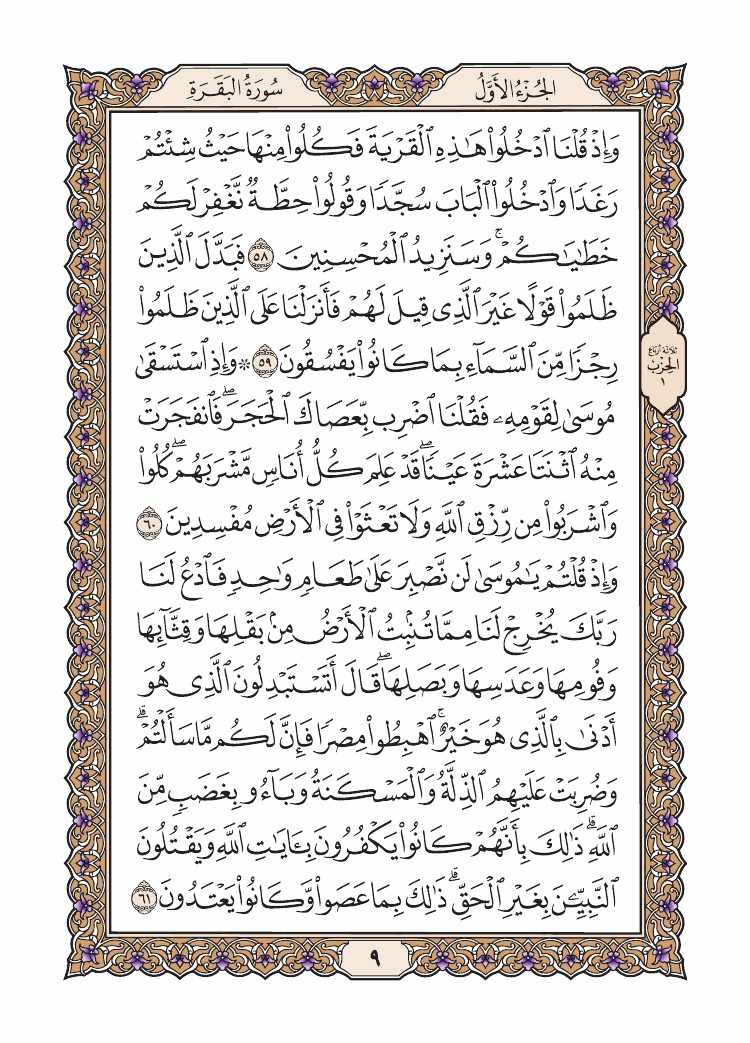 الجُزْءُ الأَوَّلُ
سُورَةُ البَقَرَةِ
وَإِذْ قُلْنَا ٱدْخُلُوا۟ هَـٰذِهِ ٱلْقَرْيَةَ فَكُلُوا۟ مِنْهَا حَيْثُ شِئْتُمْ
رَغَدًا وَٱدْخُلُوا۟ ٱلْبَابَ سُجَّدًا وَقُولُوا۟ حِطَّةٌ نَّغْفِرْ لَكُمْ
خَطَـٰيَـٰكُمْ ۚ وَسَنَزِيدُ ٱلْمُحْسِنِينَ ٥٨ فَبَدَّلَ ٱلَّذِينَ
ظَلَمُوا۟ قَوْلًا غَيْرَ ٱلَّذِى قِيلَ لَهُمْ فَأَنزَلْنَا عَلَى ٱلَّذِينَ ظَلَمُوا۟
رِجْزًا مِّنَ ٱلسَّمَآءِ بِمَا كَانُوا۟ يَفْسُقُونَ ٥٩ ۞ وَإِذِ ٱسْتَسْقَىٰ
مُوسَىٰ لِقَوْمِهِۦ فَقُلْنَا ٱضْرِب بِّعَصَاكَ ٱلْحَجَرَ ۖ فَٱنفَجَرَتْ
مِنْهُ ٱثْنَتَا عَشْرَةَ عَيْنًا ۖ قَدْ عَلِمَ كُلُّ أُنَاسٍ مَّشْرَبَهُمْ ۖ كُلُوا۟
وَٱشْرَبُوا۟ مِن رِّزْقِ ٱللَّهِ وَلَا تَعْثَوْا۟ فِى ٱلْأَرْضِ مُفْسِدِينَ ٦٠
وَإِذْ قُلْتُمْ يَـٰمُوسَىٰ لَن نَّصْبِرَ عَلَىٰ طَعَامٍ وَٰحِدٍ فَٱدْعُ لَنَا
رَبَّكَ يُخْرِجْ لَنَا مِمَّا تُنۢبِتُ ٱلْأَرْضُ مِنۢ بَقْلِهَا وَقِثَّآئِهَا
وَفُومِهَا وَعَدَسِهَا وَبَصَلِهَا ۖ قَالَ أَتَسْتَبْدِلُونَ ٱلَّذِى هُوَ
أَدْنَىٰ بِٱلَّذِى هُوَ خَيْرٌ ۚ ٱهْبِطُوا۟ مِصْرًا فَإِنَّ لَكُم مَّا سَأَلْتُمْ ۗ
وَضُرِبَتْ عَلَيْهِمُ ٱلذِّلَّةُ وَٱلْمَسْكَنَةُ وَبَآءُو بِغَضَبٍ مِّنَ
ٱللَّهِ ۗ ذَٰلِكَ بِأَنَّهُمْ كَانُوا۟ يَكْفُرُونَ بِـَٔايَـٰتِ ٱللَّهِ وَيَقْتُلُونَ
ٱلنَّبِيِّـۧنَ بِغَيْرِ ٱلْحَقِّ ۗ ذَٰلِكَ بِمَا عَصَوا۟ وَّكَانُوا۟ يَعْتَدُونَ ٦١
ثلاثة أرباع
الحِزْب
١
٩